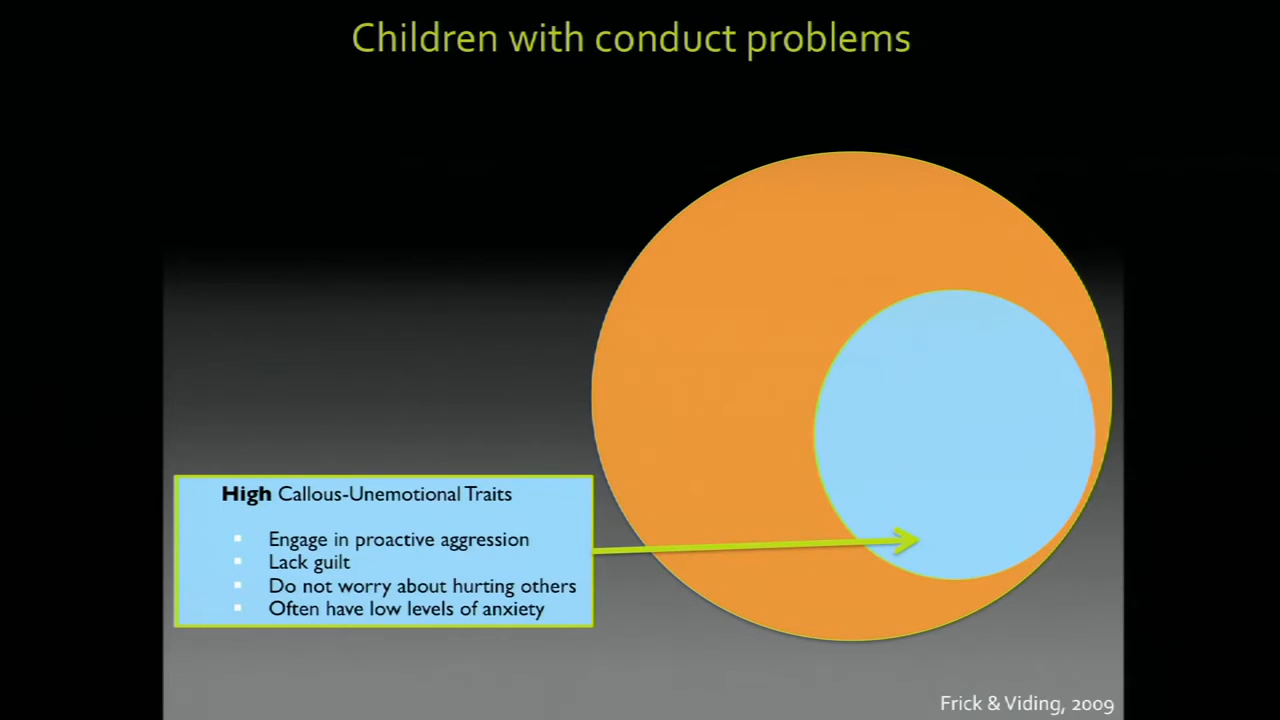 Children with conduct problems
High Callous-Unemotional Traits
Engage in proactive aggression
Lack guilt
Do not worry about hurting others
Often have low levels of anxiety
Frick & Viding, 2009